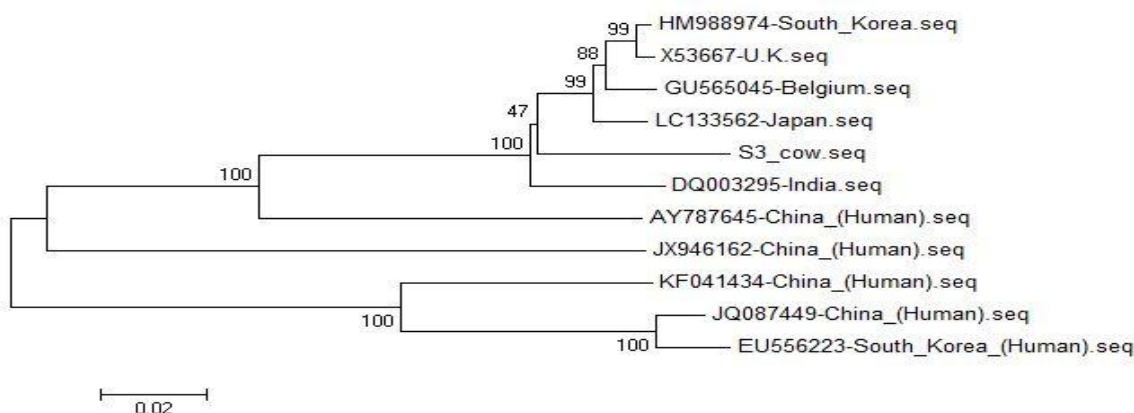 99
HM988974-South_Korea.seq
88
X53667-U.K.seq
99
GU565045-Belgium.seq
47
LC133562-Japan.seq
100
S3_cow.seq
100
DQ003295-India.seq
AY787645-China_(Human).seq
JX946162-China_(Human).seq
KF041434-China_(Human).seq
100
JQ087449-China_(Human).seq
100
EU556223-South_Korea_(Human).seq
0.02